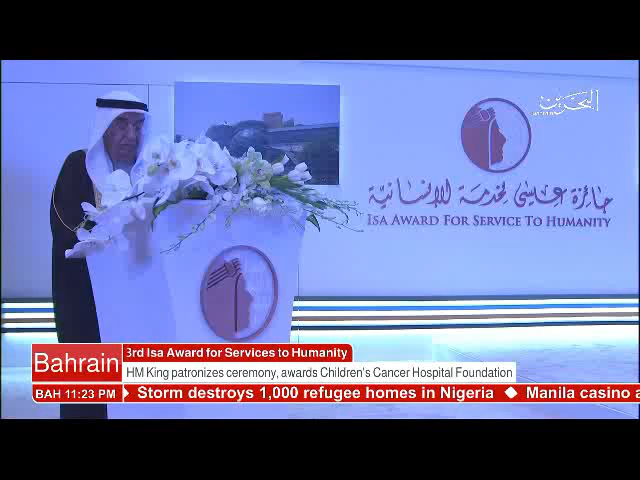 البحرين
جائزة عيسى لخدمة الإنسانية
ISA AWARD FOR SERVICE TO HUMANITY
3rd Isa Award for Services to Humanity
Bahrain
HM King patronizes ceremony, awards Children's Cancer Hospital Foundation
BAH 11:23 PM
Storm destroys 1,000 refugee homes in Nigeria ◆ Manila casino a